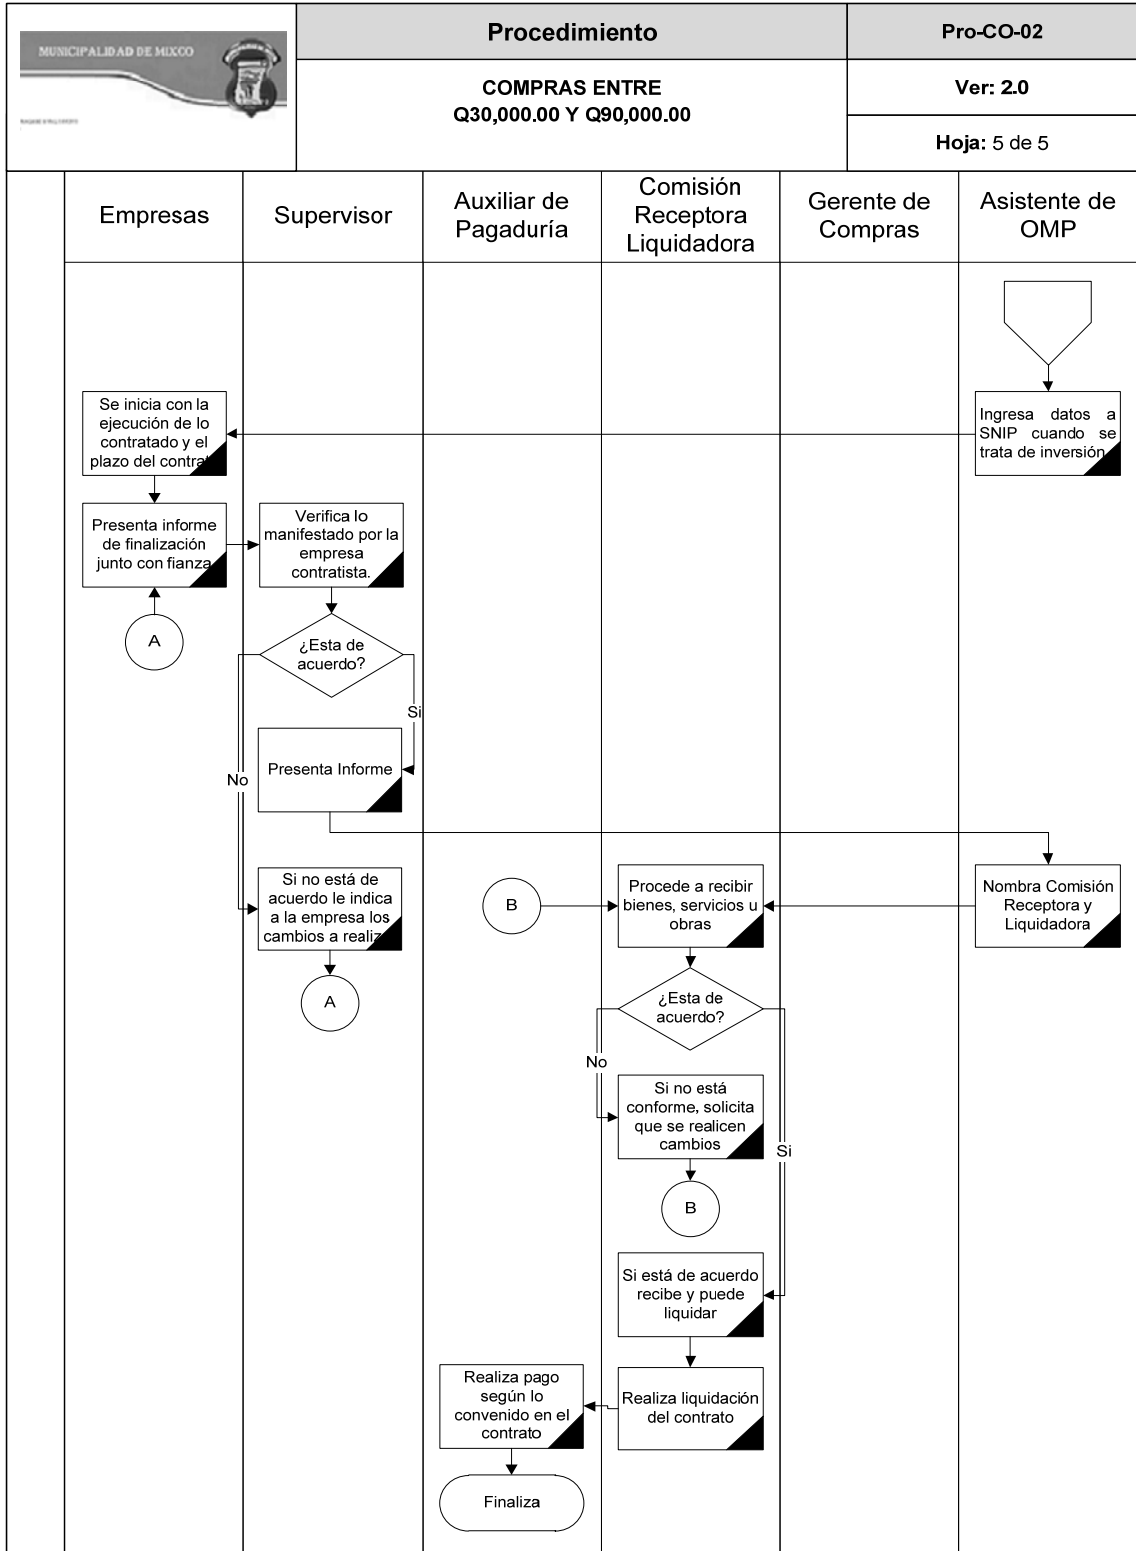 MUNICIPALIDAD DE MIXCO
Procedimiento
Pro-CO-02
COMPRAS ENTRE
Q30,000.00 Y Q90,000.00
Ver: 2.0
Hoja: 5 de 5
Empresas
Supervisor
Auxiliar de
Pagaduría
Comisión
Receptora
Liquidadora
Gerente de
Compras
Asistente de
OMP
Se inicia con la
ejecución de lo
contratado y el
plazo del contrat
Ingresa datos a
SNIP cuando se
trata de inversión
Presenta informe
de finalización
junto con fianza
Verifica lo
manifestado por la
empresa
contratista.
A
¿Esta de
acuerdo?
Si
No
Presenta Informe
Si no está de
acuerdo le indica
a la empresa los
cambios a realiz
B
Procede a recibir
bienes, servicios u
obras
Nombra Comisión
Receptora y
Liquidadora
A
¿Esta de
acuerdo?
No
Si no está
conforme, solicita
que se realicen
cambios
Si
B
Si está de acuerdo
recibe y puede
liquidar
Realiza pago
según lo
convenido en el
contrato
Realiza liquidación
del contrato
Finaliza